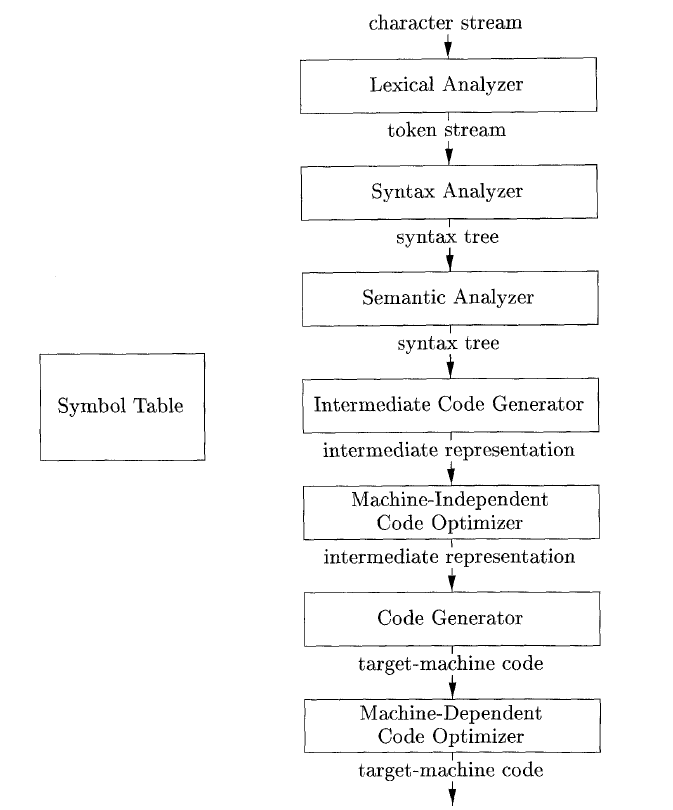 character stream
Lexical Analyzer
token stream
Syntax Analyzer
syntax tree
Semantic Analyzer
syntax tree
Symbol Table
Intermediate Code Generator
intermediate representation
Machine-Independent
Code Optimizer
intermediate representation
Code Generator
target-machine code
Machine-Dependent
Code Optimizer
target-machine code